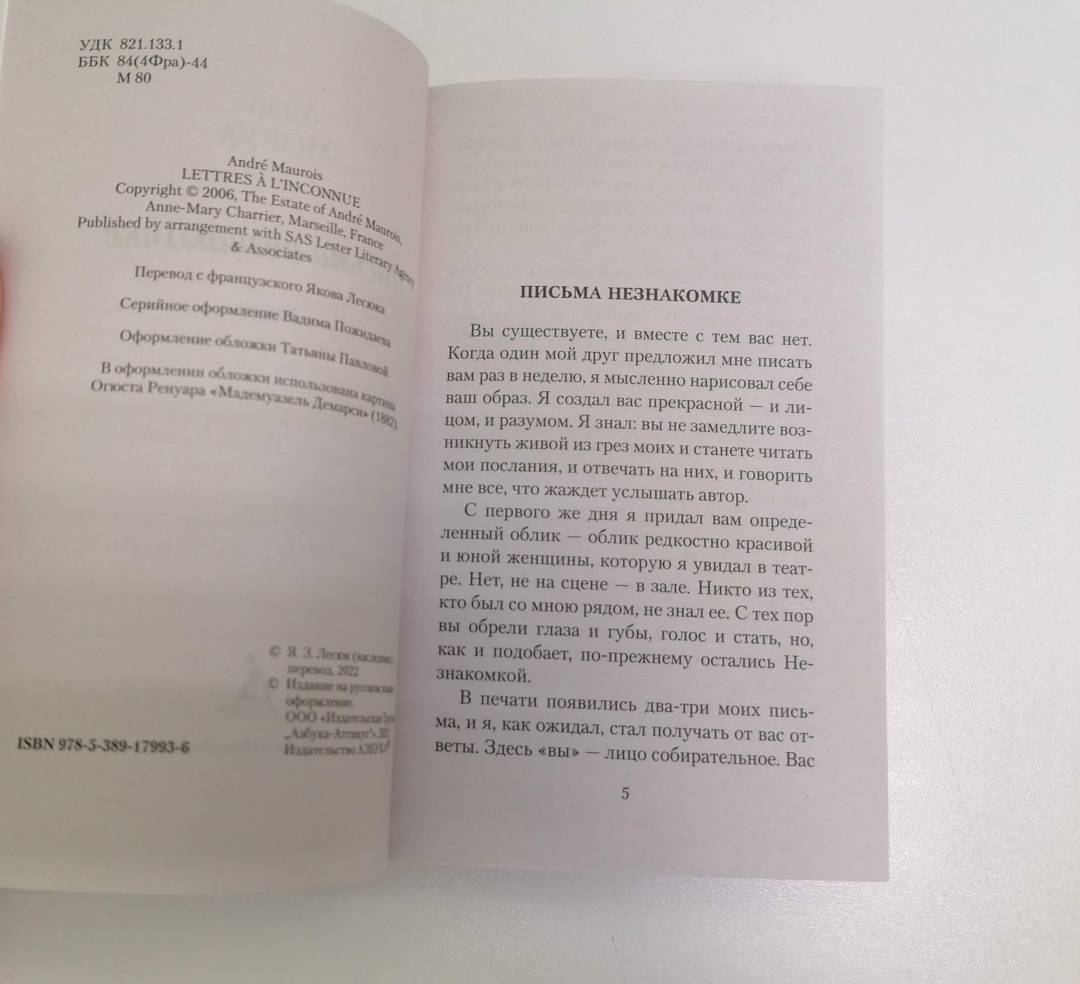 УДК 821.133.1
ББК 84(4Фра)-44
М 80
André Maurois
LETTRES À L'INCONNUE
Copyright © 2006, The Estate of André Maurois,
Anne-Mary Charrier, Marseille, France
Published by arrangement with SAS Lester Literary Agency
& Associates
Перевод с французского Якова Лесюка
Серийное оформление Вадима Пожидаева
Оформление обложки Татьяны Павловой
В оформлении обложки использована картина
Огюста Ренуара «Мадемуазель Демарси» (1882).
© Я. З. Лесюк (наследник),
перевод, 2022
© Издание на русском
оформление.
ООО «Издательская
„Азбука-Аттикус“»,
Издательство АЗБУКА®
ISBN 978-5-389-17993-6
ПИСЬМА НЕЗНАКОМКЕ
Вы существуете, и вместе с тем вас нет.
Когда один мой друг предложил мне писать
вам раз в неделю, я мысленно нарисовал себе
ваш образ. Я создал вас прекрасной — и ли-
цом, и разумом. Я знал: вы не замедлите воз-
никнуть живой из грез моих и станете читать
мои послания, и отвечать на них, и говорить
мне все, что жаждет услышать автор.
С первого же дня я придал вам опреде-
ленный облик — облик редкостно красивой
и юной женщины, которую я увидал в теат-
ре. Нет, не на сцене — в зале. Никто из тех,
кто был со мною рядом, не знал ее. С тех пор
вы обрели глаза и губы, голос и стать, но,
как и подобает, по-прежнему остались Не-
знакомкой.
В печати появились два-три моих пись-
ма, и я, как ожидал, стал получать от вас от-
веты. Здесь «вы» — лицо собирательное. Вас
5